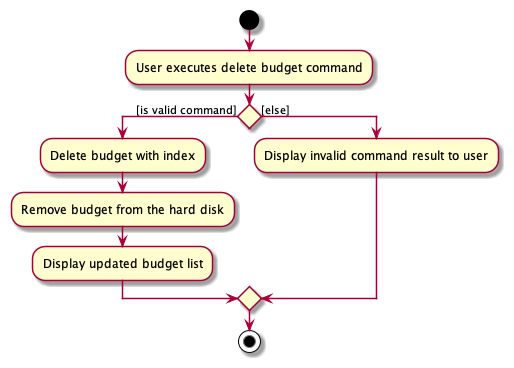 User executes delete budget command
[is valid command]
[else]
Delete budget with index
Display invalid command result to user
Remove budget from the hard disk
Display updated budget list